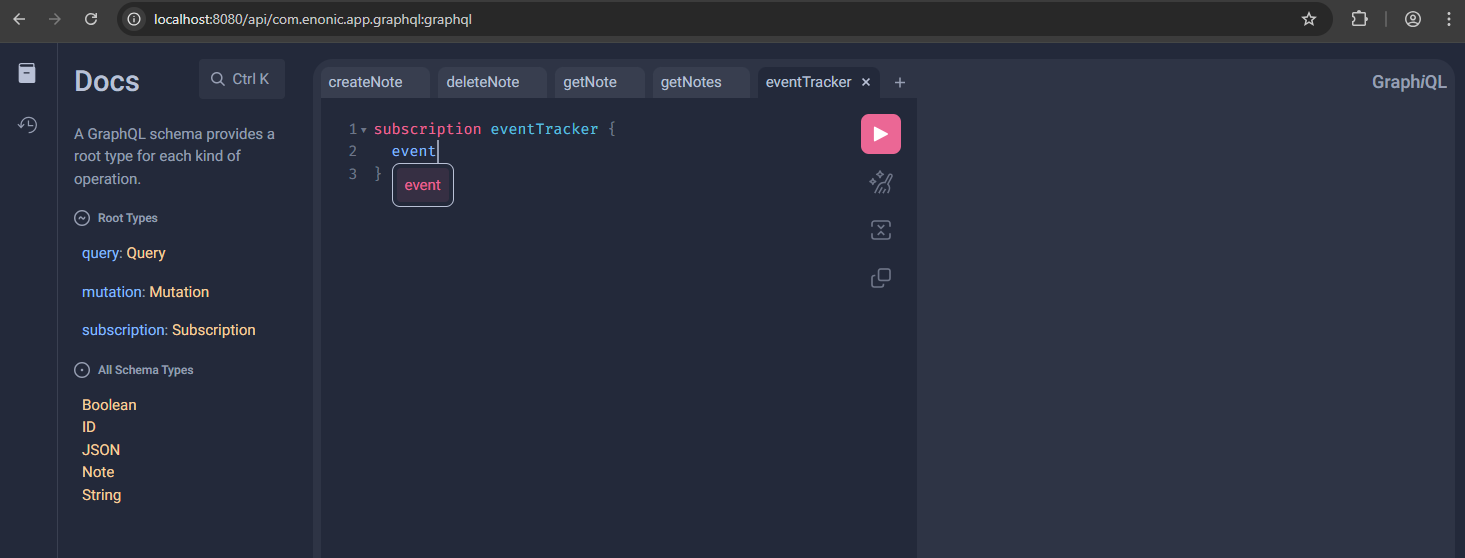 localhost:8080/api/com.enonic.app.graphql:graphql
Docs
Ctrl K
A GraphQL schema provides a
root type for each kind of
operation.
Root Types
query: Query
mutation: Mutation
subscription: Subscription
All Schema Types
Boolean
ID
JSON
Note
String
createNote deleteNote getNote getNotes eventTracker × +
GraphiQL
1 subscription eventTracker {
2 event
3 }
event